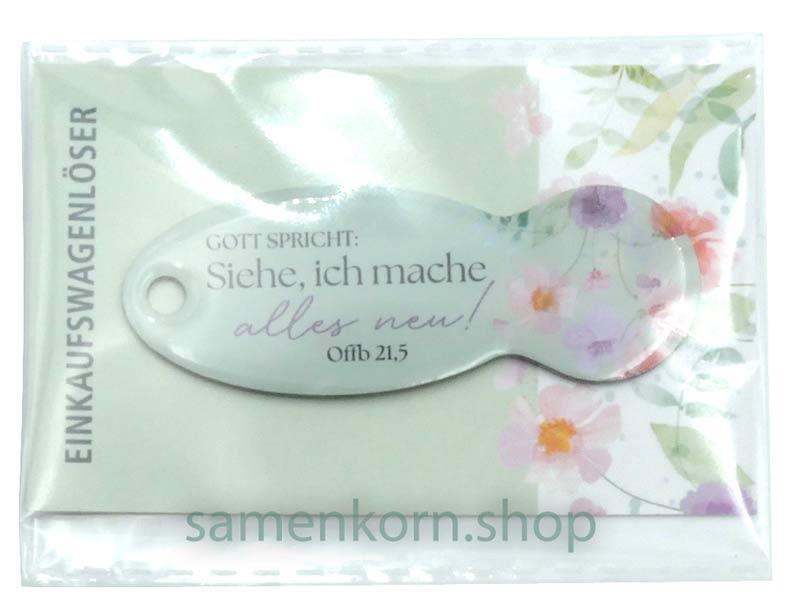 EINKAUFSWAGENLÖSER
GOTT SPRICHT:
Siehe, ich mache
alles neu!
Offb 21,5
samenkorn.shop